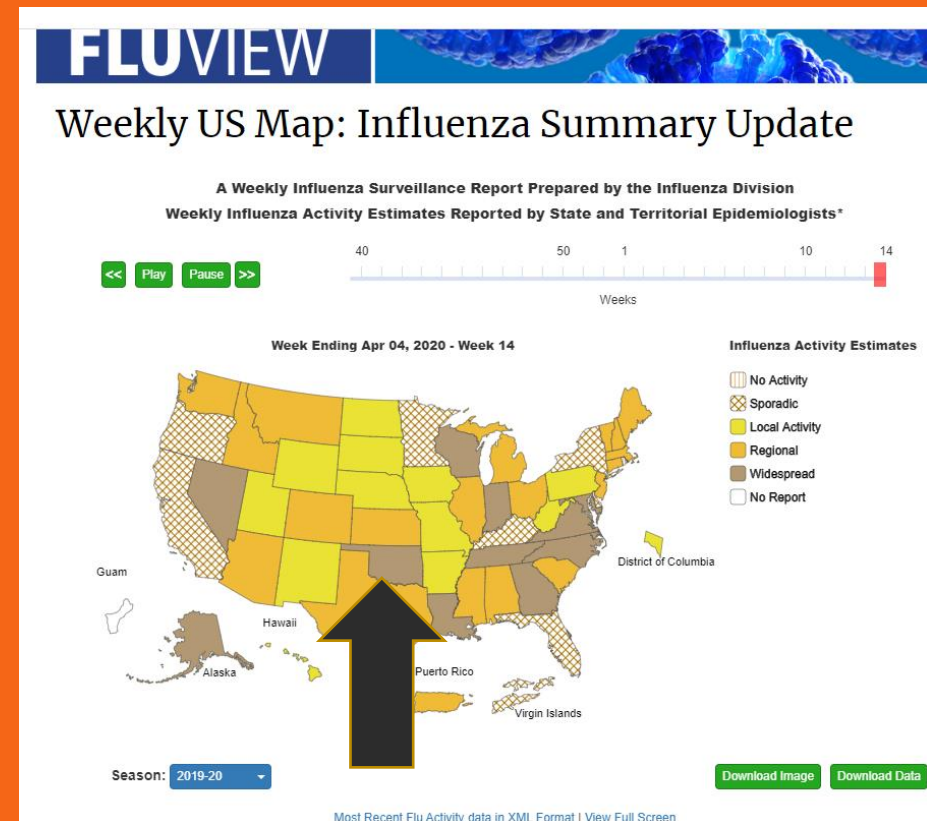 FLUVIEW
Weekly US Map: Influenza Summary Update
A Weekly Influenza Surveillance Report Prepared by the Influenza Division
Weekly Influenza Activity Estimates Reported by State and Territorial Epidemiologists*
<< Play Pause >>
40 50 1 10 14
Weeks
Week Ending Apr 04, 2020 - Week 14
Influenza Activity Estimates
No Activity
Sporadic
Local Activity
Regional
Widespread
No Report
District of Columbia
Guam
Hawaii
Alaska
Puerto Rico
Virgin Islands
Season: 2019-20
Download Image Download Data
Most Recent Flu Activity data in XML Format | View Full Screen